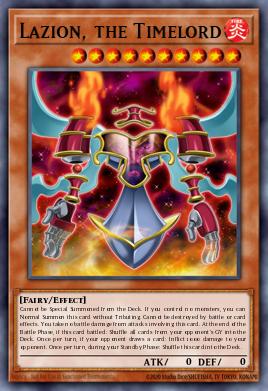 Lazion, the Timelord
FIRE
炎
[Fairy/Effect]
Cannot be Special Summoned from the Deck. If you control no monsters, you can
Normal Summon this card without Tributing. Cannot be destroyed by battle or card
effects. You take no battle damage from attacks involving this card. At the end of the
Battle Phase, if this card battled: Shuffle all cards from your opponent's GY into the
Deck. Once per turn, if your opponent draws a card: Inflict 1000 damage to your
opponent. Once per turn, during your Standby Phase: Shuffle this card into the Deck.
ATK/ 0 DEF/ 0
©2020 Studio Dice/SHUEISHA, TV TOKYO, KONAMI